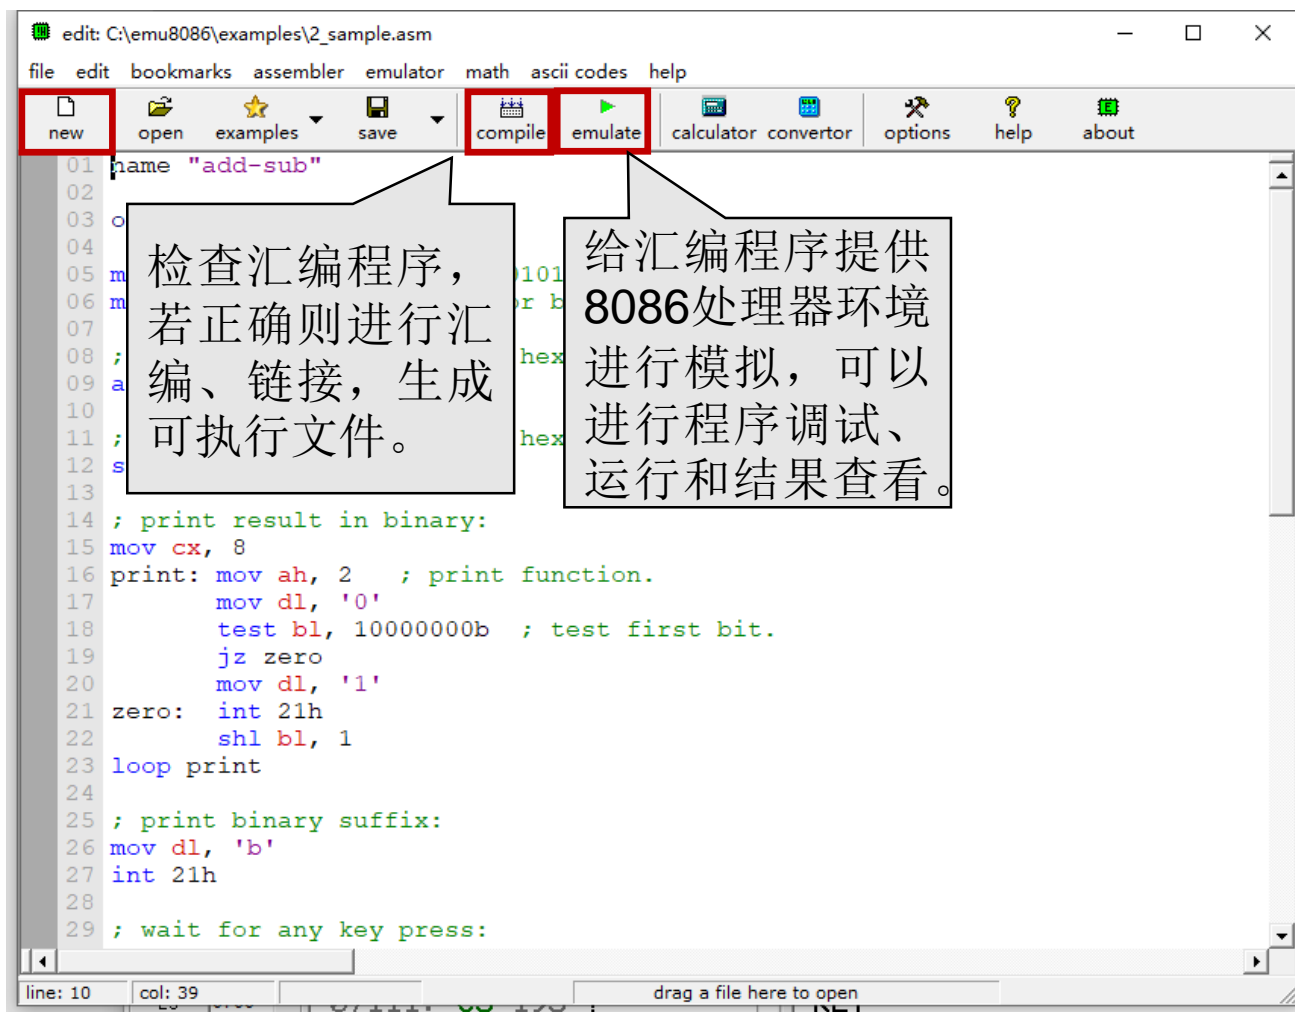 edit: C:\emu8086\examples\2_sample.asm
file edit bookmarks assembler emulator math ascii codes help
new open examples save compile emulate calculator convertor options help about
01 name "add-sub"
02
03 o
04
05 m 0101
06 m or b
07
08 ; hex
09 a
10
11 ; hex
12 s
13
检查汇编程序，
若正确则进行汇
编、链接，生成
可执行文件。
给汇编程序提供
8086处理器环境
进行模拟，可以
进行程序调试、
运行和结果查看。
14 ; print result in binary:
15 mov cx, 8
16 print: mov ah, 2 ; print function.
17 mov dl, '0'
18 test bl, 10000000b ; test first bit.
19 jz zero
20 mov dl, '1'
21 zero: int 21h
22 shl bl, 1
23 loop print
24
25 ; print binary suffix:
26 mov dl, 'b'
27 int 21h
28
29 ; wait for any key press:
line: 10 col: 39 drag a file here to open